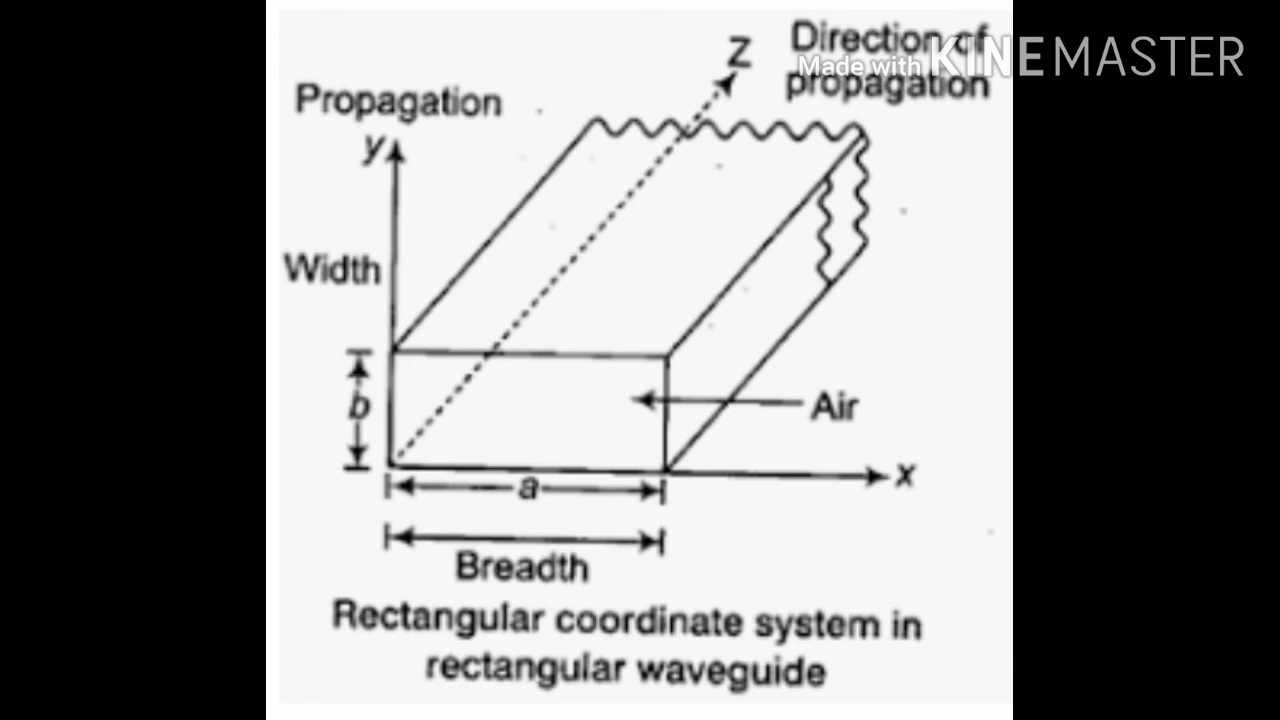 Direction of
Made with KINEMASTER
propagation
Z
Propagation
y
Width
b
Air
x
a
Breadth
Rectangular coordinate system in
rectangular waveguide